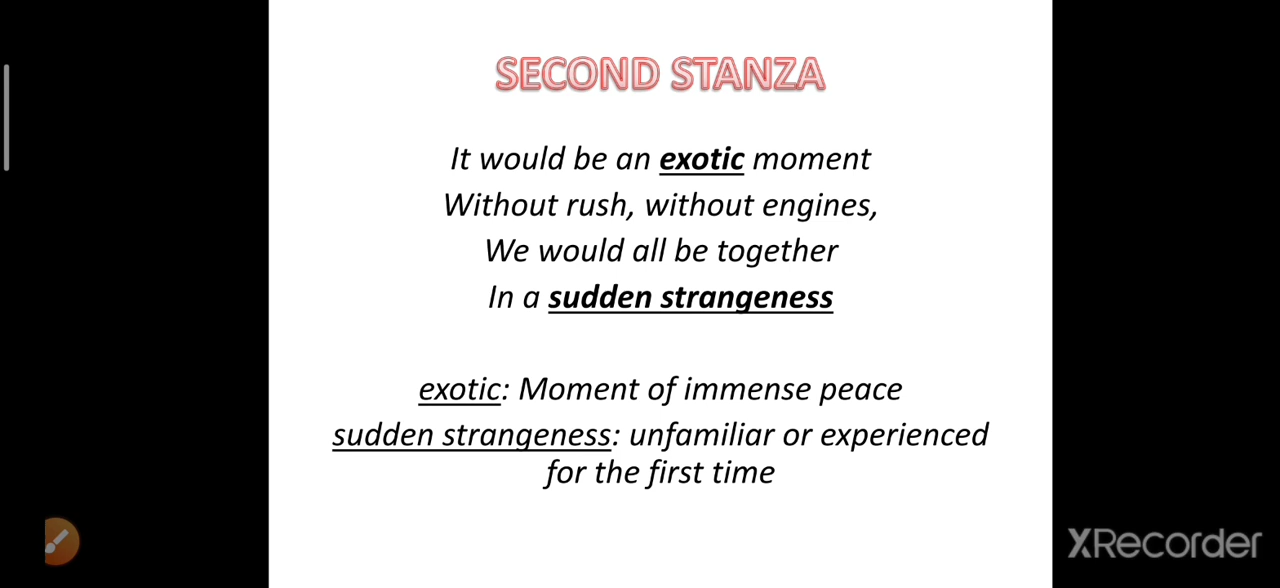 SECOND STANZA
It would be an exotic moment
Without rush, without engines,
We would all be together
In a sudden strangeness
exotic: Moment of immense peace
sudden strangeness: unfamiliar or experienced
for the first time
XRecorder